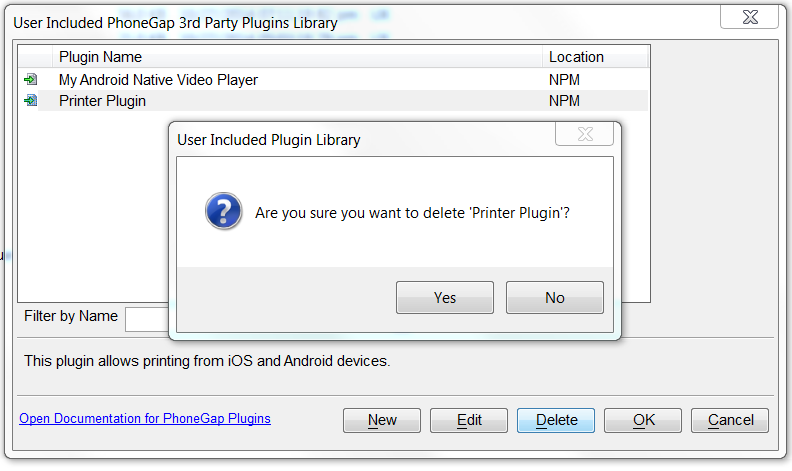 User Included PhoneGap 3rd Party Plugins Library
Plugin Name Location
My Android Native Video Player NPM
Printer Plugin NPM
User Included Plugin Library
Are you sure you want to delete 'Printer Plugin'?
Yes No
Filter by Name
This plugin allows printing from iOS and Android devices.
Open Documentation for PhoneGap Plugins New Edit Delete OK Cancel